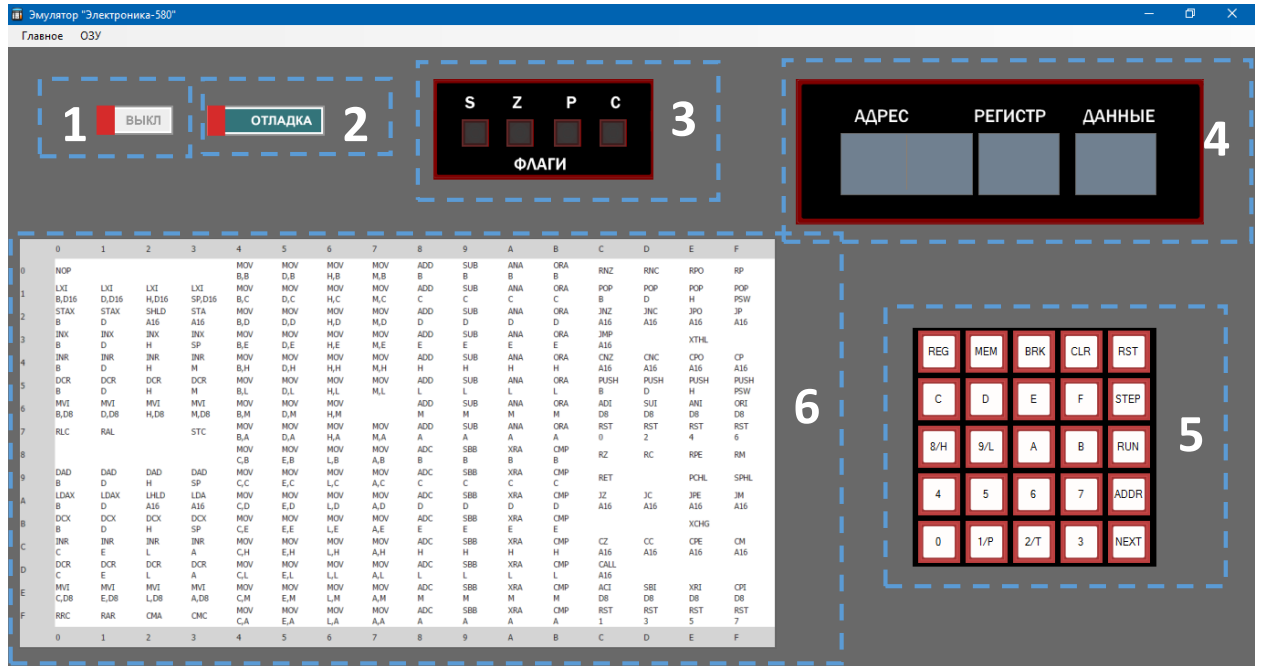 Эмулятор "Электроника-580"
Главное ОЗУ
1 ВЫКЛ
ОТЛАДКА 2
S Z P C
ФЛАГИ
3
АДРЕС РЕГИСТР ДАННЫЕ
4
0 1 2 3 4 5 6 7 8 9 A B C D E F
0 NOP MOV MOV MOV MOV ADD SUB ANA ORA RNZ RNC RPO RP
B,B D,B H,B M,B B B B B
1 LXI LXI LXI LXI MOV MOV MOV MOV ADD SUB ANA ORA POP POP POP POP
B,D16 D,D16 H,D16 SP,D16 B,C D,C H,C M,C C C C C B D H PSW
2 STAX STAX SHLD STA MOV MOV MOV MOV ADD SUB ANA ORA JNZ JNC JPO JP
B D A16 A16 B,D D,D H,D M,D D D D D A16 A16 A16 A16
3 INX INX INX INX MOV MOV MOV MOV ADD SUB ANA ORA JMP XTHL
B D H SP B,E D,E H,E M,E E E E E A16
4 INR INR INR INR MOV MOV MOV MOV ADD SUB ANA ORA CNZ CNC CPO CP
B D H M B,H D,H H,H M,H H H H H A16 A16 A16 A16
5 DCR DCR DCR DCR MOV MOV MOV MOV ADD SUB ANA ORA PUSH PUSH PUSH PUSH
B D H M B,L D,L H,L M,L L L L L B D H PSW
6 MVI MVI MVI MVI MOV MOV MOV ADD SUB ANA ORA ADI SUI ANI ORI
B,D8 D,D8 H,D8 M,D8 B,M D,M H,M M M M M D8 D8 D8 D8
7 RLC RAL STC MOV MOV MOV MOV ADD SUB ANA ORA RST RST RST RST
B,A D,A H,A M,A A A A A 0 2 4 6
8 MOV MOV MOV MOV ADC SBB XRA CMP RZ RC RPE RM
C,B E,B L,B A,B B B B B
9 DAD DAD DAD DAD MOV MOV MOV MOV ADC SBB XRA CMP RET PCHL SPHL
B D H SP C,C E,C L,C A,C C C C C
A LDAX LDAX LHLD LDA MOV MOV MOV MOV ADC SBB XRA CMP JZ JC JPE JM
B D A16 A16 C,D E,D L,D A,D D D D D A16 A16 A16 A16
B DCX DCX DCX DCX MOV MOV MOV MOV ADC SBB XRA CMP XCHG
B D H SP C,E E,E L,E A,E E E E E
C INR INR INR INR MOV MOV MOV MOV ADC SBB XRA CMP CZ CC CPE CM
C E L A C,H E,H L,H A,H H H H H A16 A16 A16 A16
D DCR DCR DCR DCR MOV MOV MOV MOV ADC SBB XRA CMP CALL
C E L A C,L E,L L,L A,L L L L L A16
E MVI MVI MVI MVI MOV MOV MOV MOV ADC SBB XRA CMP ACI SBI XRI CPI
C,D8 E,D8 L,D8 A,D8 C,M E,M L,M A,M M M M M D8 D8 D8 D8
F RRC RAR CMA CMC MOV MOV MOV MOV ADC SBB XRA CMP RST RST RST RST
C,A E,A L,A A,A A A A A 1 3 5 7
0 1 2 3 4 5 6 7 8 9 A B C D E F
6
REG MEM BRK CLR RST
C D E F STEP
8/H 9/L A B RUN
4 5 6 7 ADDR
0 1/P 2/T 3 NEXT
5